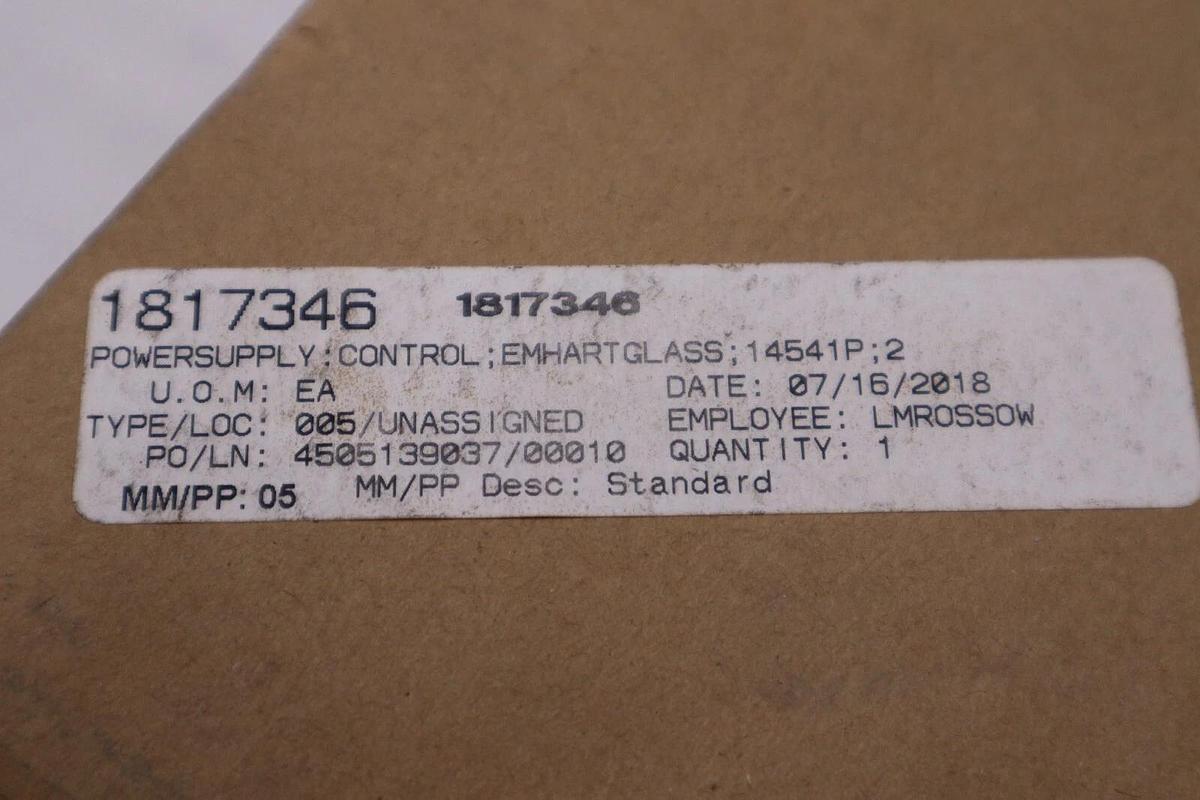 1817346 1817346
POWERSUPPLY:CONTROL;EMHARTGLASS;14541P;2
U.O.M: EA DATE: 07/16/2018
TYPE/LOC: 005/UNASSIGNED EMPLOYEE: LMROSSOW
PO/LN: 4505139037/00010 QUANTITY: 1
MM/PP: 05 MM/PP Desc: Standard